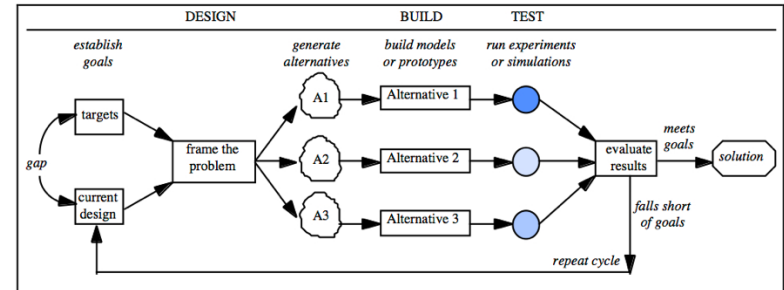 DESIGN
BUILD
TEST
establish
goals
generate
alternatives
build models
or prototypes
run experiments
or simulations
targets
gap
current
design
frame the
problem
A1
A2
A3
Alternative 1
Alternative 2
Alternative 3
evaluate
results
meets
goals
solution
falls short
of goals
repeat cycle